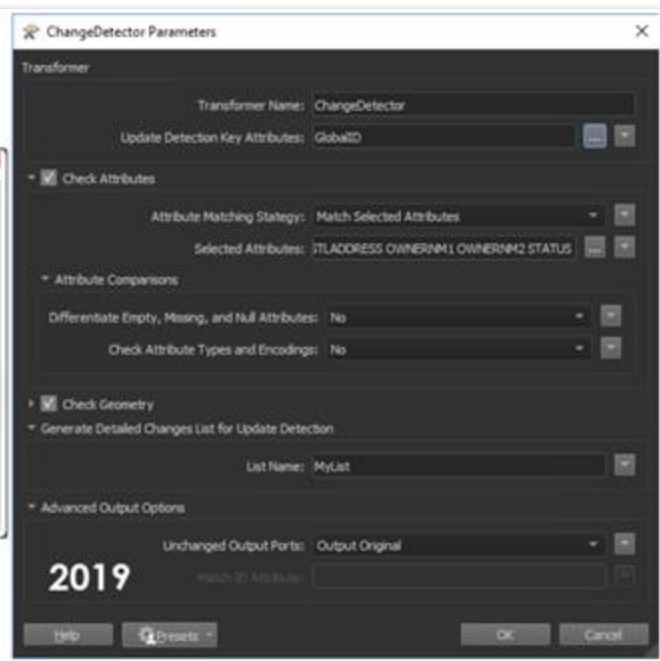 ChangeDetector Parameters
Transformer
Transformer Name: ChangeDetector
Update Detection Key Attributes: GlobalID
Check Attributes
Attribute Matching Stategy: Match Selected Attributes
Selected Attributes: STLADDRESS OWNERNM1 OWNERNM2 STATUS
Attribute Comparisons
Differentiate Empty, Missing, and Null Attributes: No
Check Attribute Types and Encodings: No
Check Geometry
Generate Detailed Changes List for Update Detection
List Name: MyList
Advanced Output Options
Unchanged Output Ports: Output Original
2019 Match ID Attribute:
Help Presets OK Cancel